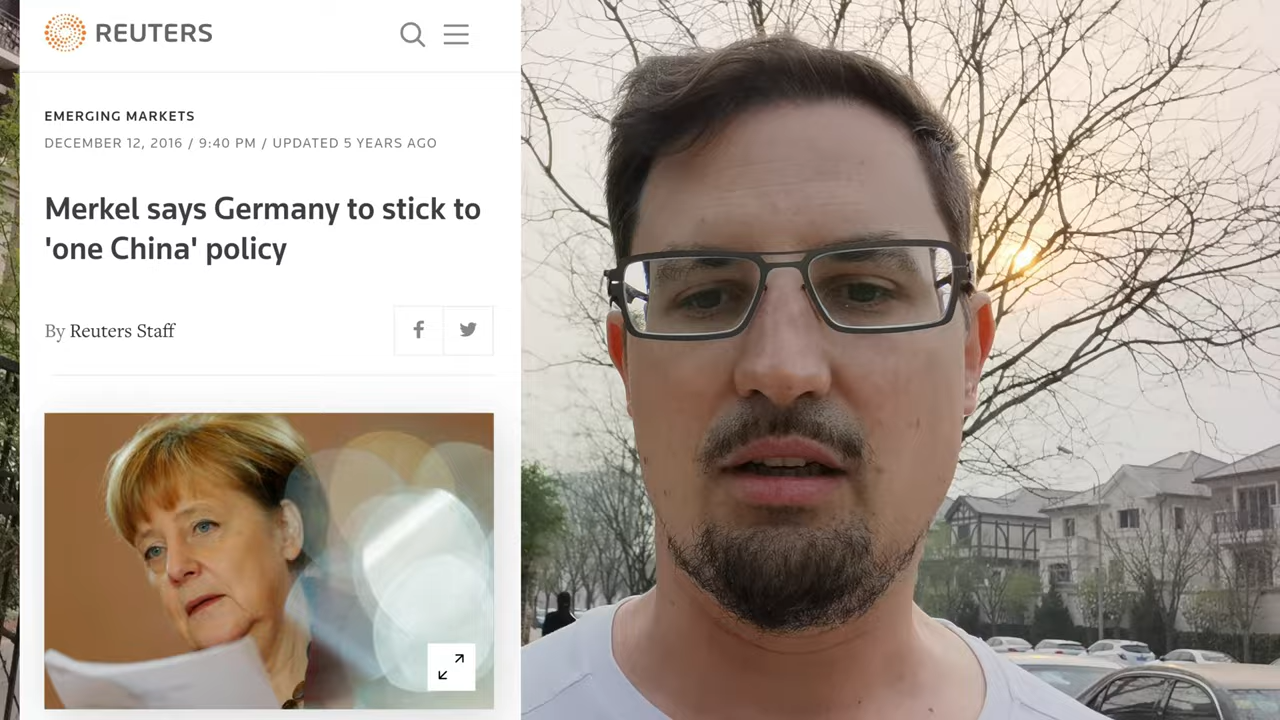 REUTERS
EMERGING MARKETS
DECEMBER 12, 2016 / 9:40 PM / UPDATED 5 YEARS AGO
Merkel says Germany to stick to
'one China' policy
By Reuters Staff